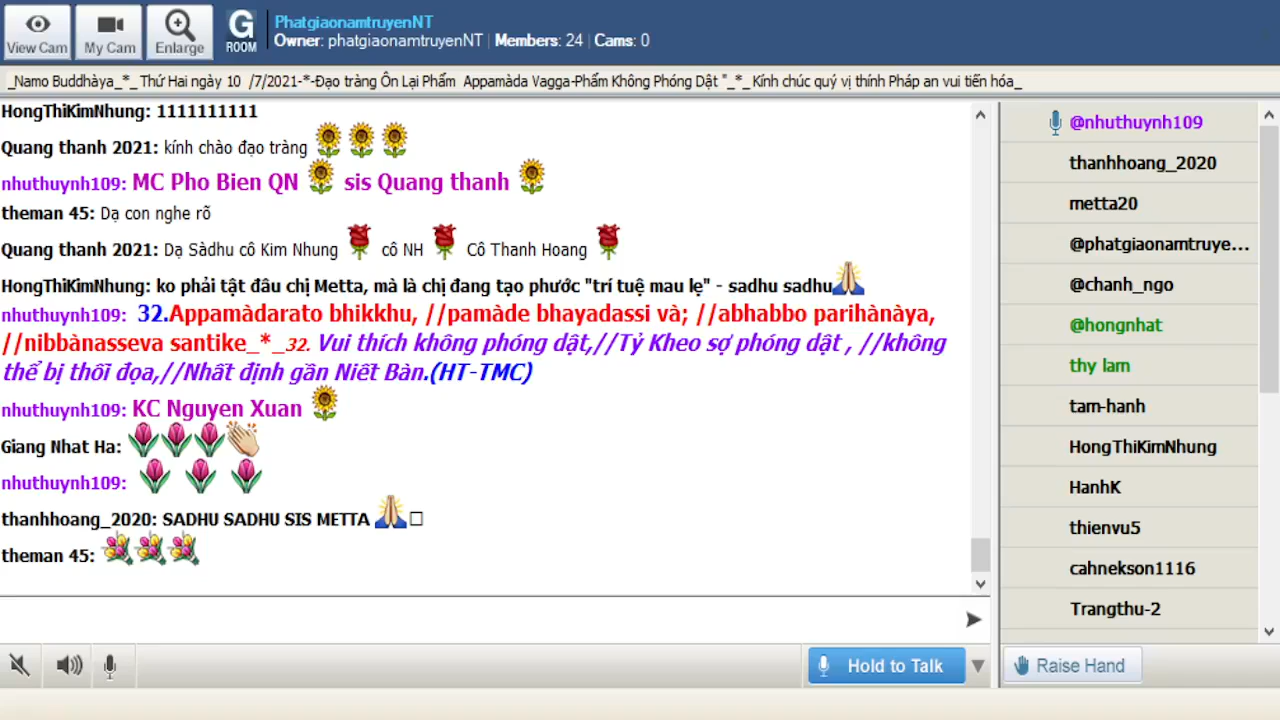 View Cam
My Cam
Enlarge
G
ROOM
PhatgiaonamtruyenNT
Owner: phatgiaonamtruyenNT | Members: 24 | Cams: 0
_Namo Buddhàya_*_ Thứ Hai ngày 10 /7/2021-*-Đạo tràng Ôn Lại Phẩm Appamàda Vagga-Phẩm Không Phóng Dật "_*_ Kính chúc quý vị thính Pháp an vui tiến hóa_
HongThiKimNhung: 1111111111
Quang thanh 2021: kính chào đạo tràng
nhuthuynh109: MC Pho Bien QN sis Quang thanh
theman 45: Dạ con nghe rõ
Quang thanh 2021: Dạ Sàdhu cô Kim Nhung cô NH Cô Thanh Hoang
HongThiKimNhung: ko phải tật đâu chị Metta, mà là chị đang tạo phước "trí tuệ mau lẹ" - sadhu sadhu
nhuthuynh109: 32.Appamàdarato bhikkhu, //pamàde bhayadassi và; //abhabbo parihànàya,
//nibbànasseva santike_*_32. Vui thích không phóng dật,//Tỷ Kheo sợ phóng dật , //không
thể bị thối đọa,//Nhất định gần Niết Bàn.(HT-TMC)
nhuthuynh109: KC Nguyen Xuan
Giang Nhat Ha:
nhuthuynh109:
thanhhoang_2020: SADHU SADHU SIS METTA
theman 45:
@nhuthuynh109
thanhhoang_2020
metta20
@phatgiaonamtruye...
@chanh_ngo
@hongnhat
thy lam
tam-hanh
HongThiKimNhung
HanhK
thienvu5
cahnekson1116
Trangthu-2
Hold to Talk
Raise Hand